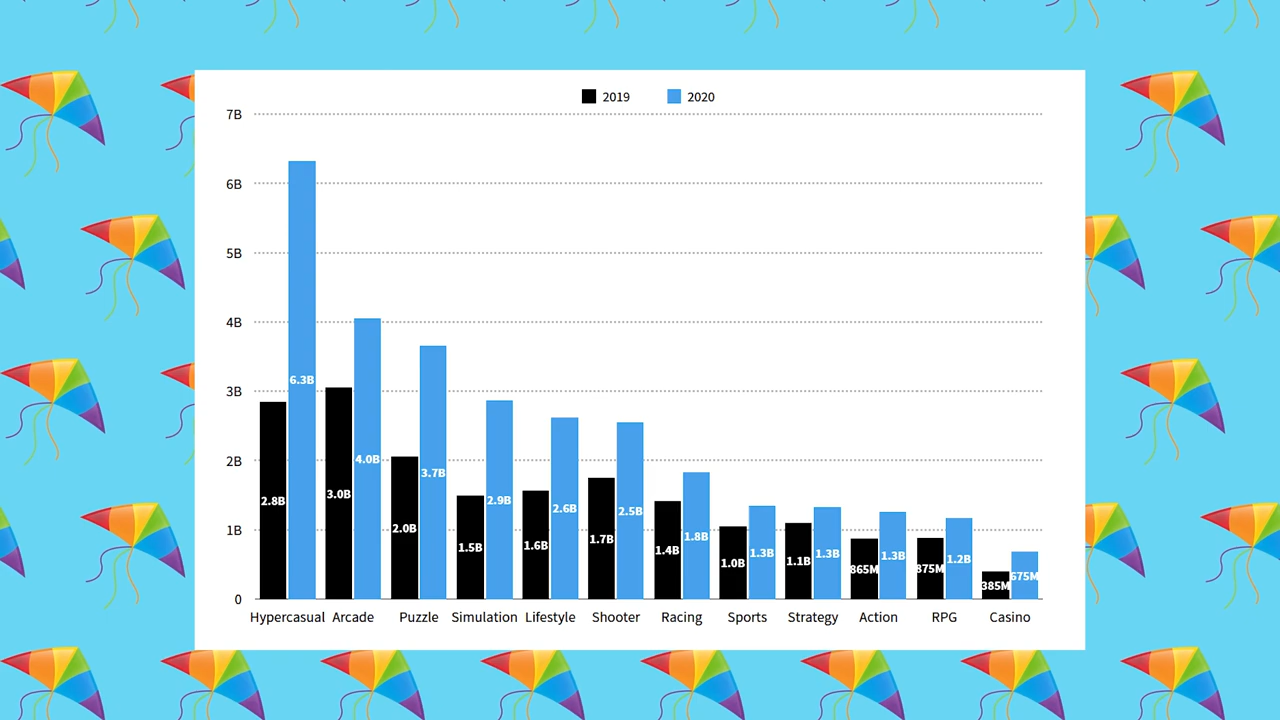 2019 2020
7B
6B
5B
4B
3B
2B
1B
0
2.8B 6.3B
3.0B 4.0B
2.0B 3.7B
1.5B 2.9B
1.6B 2.6B
1.7B 2.5B
1.4B 1.8B
1.0B 1.3B
1.1B 1.3B
865M 1.3B
875M 1.2B
385M 675M
Hypercasual Arcade Puzzle Simulation Lifestyle Shooter Racing Sports Strategy Action RPG Casino